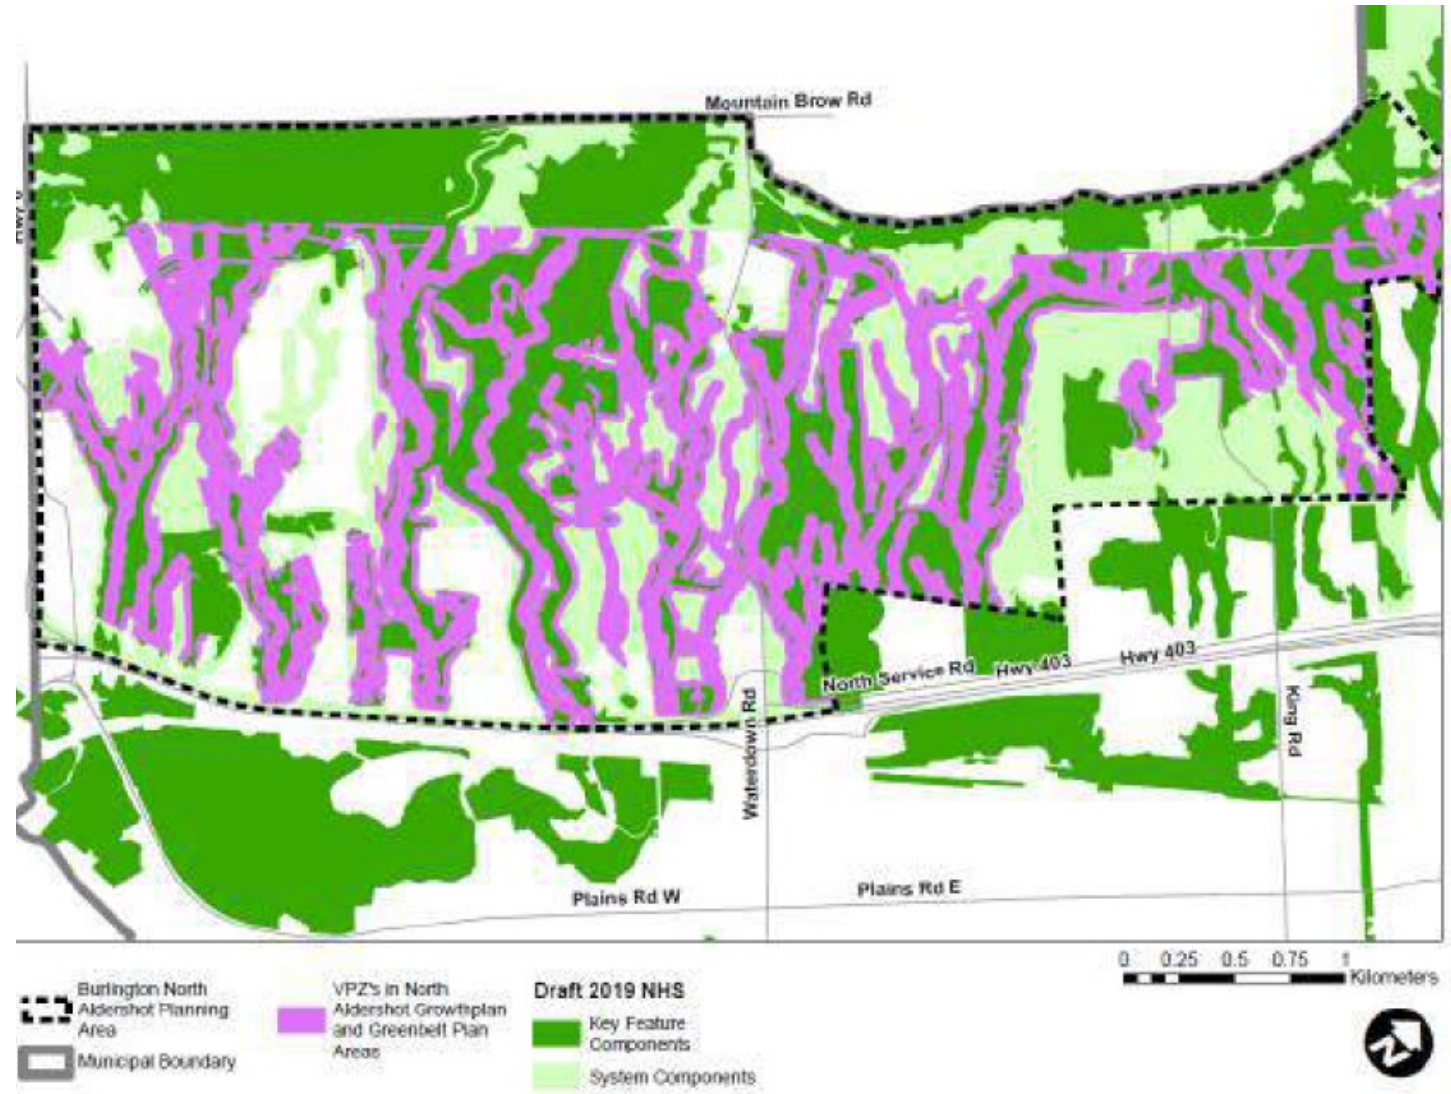 Mountain Brow Rd
Hwy 6
North Service Rd
Hwy 403
Hwy 403
Waterdown Rd
King Rd
Plains Rd W
Plains Rd E
0 0.25 0.5 0.75 1
Kilometers
Burlington North
Aldershot Planning
Area
Municipal Boundary
VPZ's in North
Aldershot Growthplan
and Greenbelt Plan
Areas
Draft 2019 NHS
Key Feature
Components
System Components
N